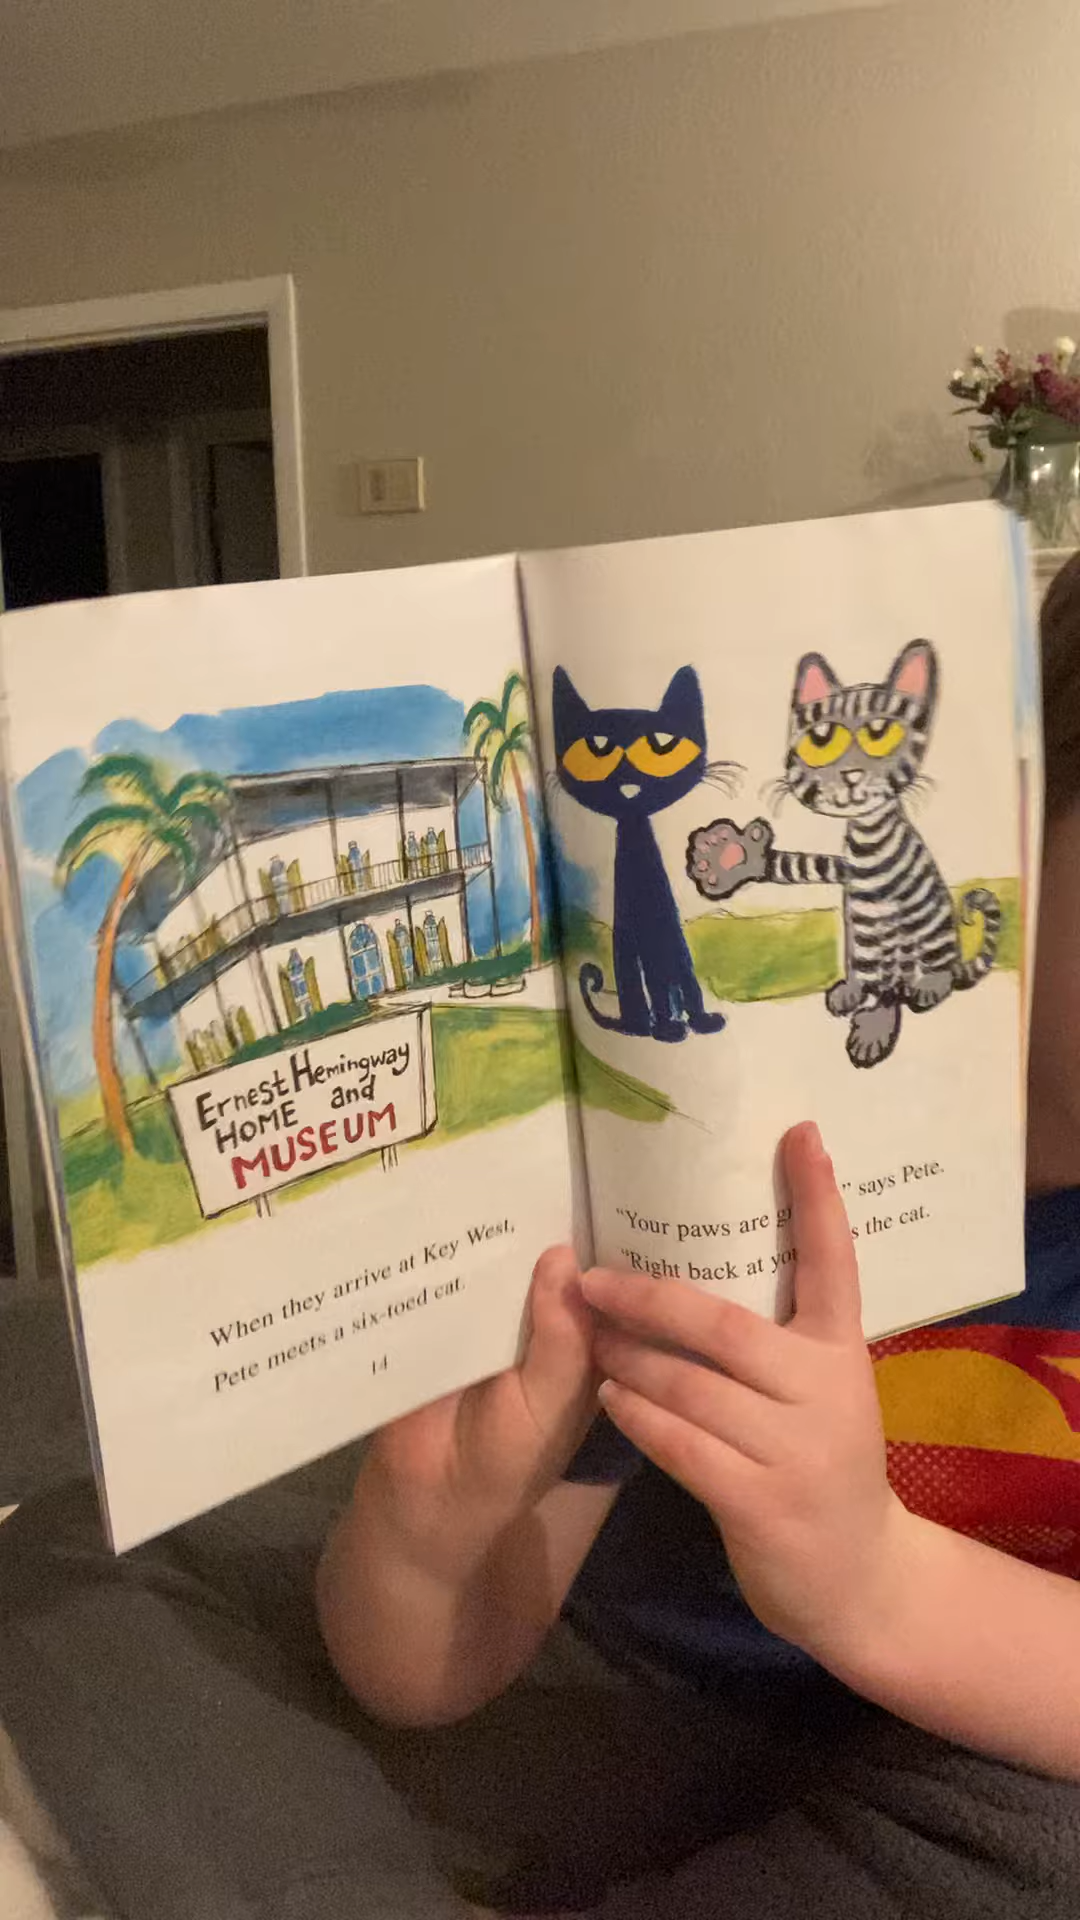 Ernest Hemingway
HOME and
MUSEUM
When they arrive at Key West,
Pete meets a six-toed cat.
14
“Your paws are ” says Pete.
“Right back at the cat.